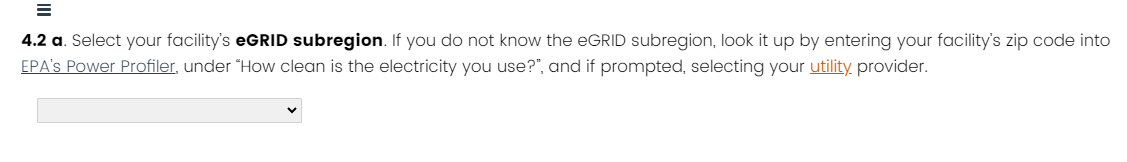 4.2 a. Select your facility's eGRID subregion. If you do not know the eGRID subregion, look it up by entering your facility's zip code into
EPA's Power Profiler, under "How clean is the electricity you use?", and if prompted, selecting your utility provider.